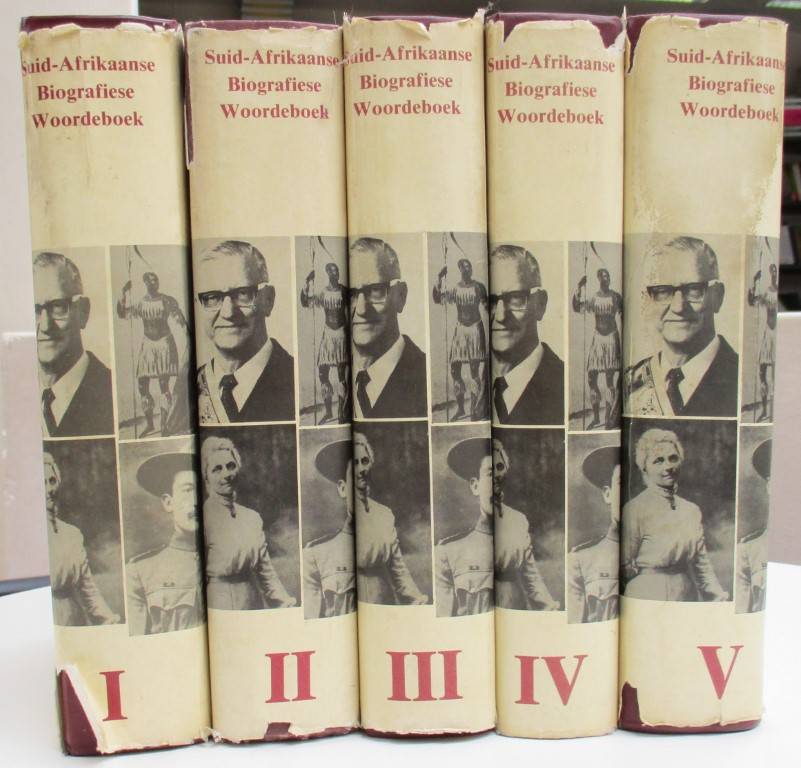 Suid-Afrikaanse
Biografiese
Woordeboek
I
Suid-Afrikaanse
Biografiese
Woordeboek
II
Suid-Afrikaanse
Biografiese
Woordeboek
III
Suid-Afrikaanse
Biografiese
Woordeboek
IV
Suid-Afrikaanse
Biografiese
Woordeboek
V